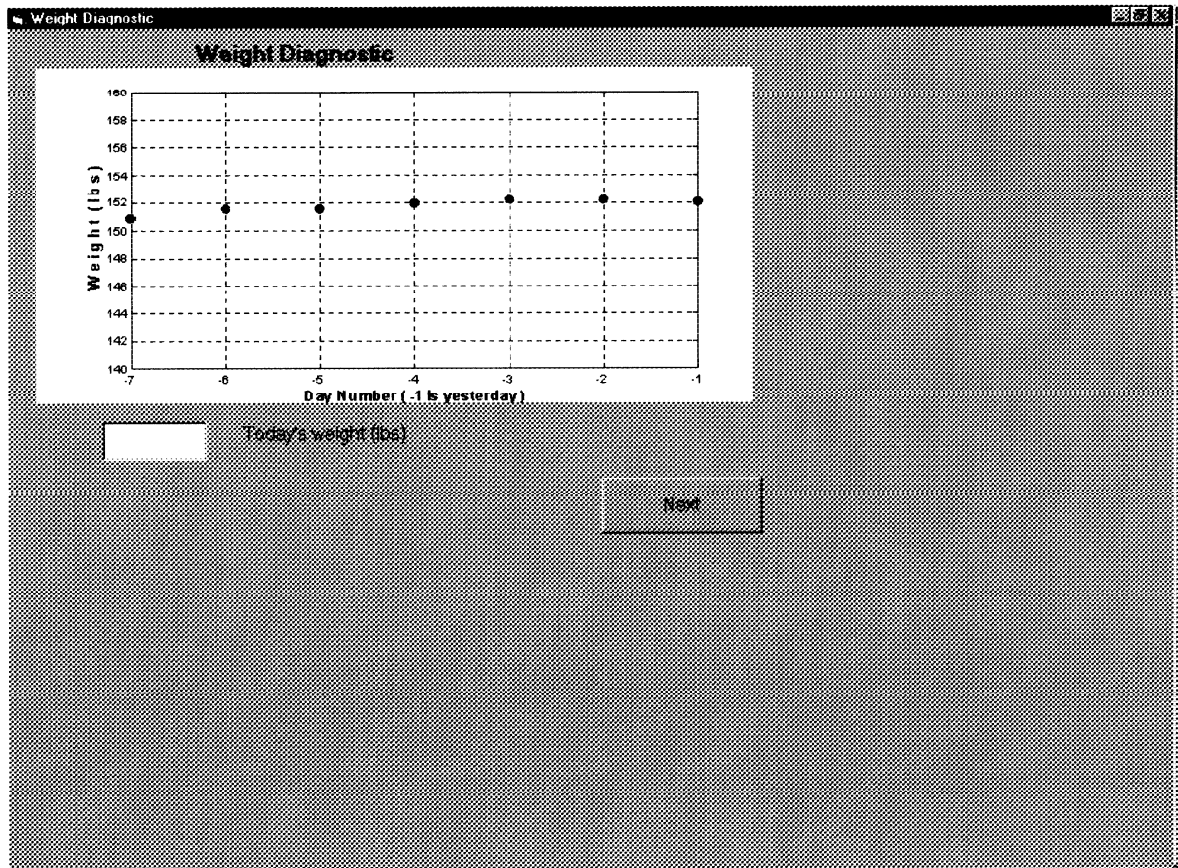 Weight Diagnostic
Weight Diagnostic
160
158
156
154
152
150
148
146
144
142
140
Weight (lbs)
-7 -6 -5 -4 -3 -2 -1
Day Number (-1 is yesterday)
Today's weight (lbs)
Next